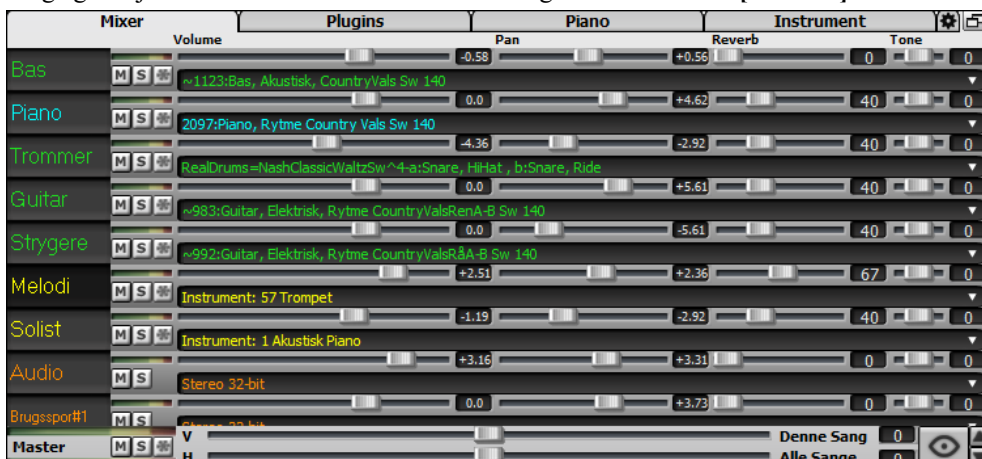 Mixer Plugins Piano Instrument
Volume Pan Reverb Tone
Bas M S -0.58 +0.56 0 0
~1123:Bas, Akustisk, CountryVals Sw 140
Piano M S 0.0 +4.62 40 0
2097:Piano, Rytme Country Vals Sw 140
Trommer M S -4.36 -2.92 40 0
RealDrums=NashClassicWaltzSw^4-a:Snare, HiHat , b:Snare, Ride
Guitar M S 0.0 +5.61 40 0
~983:Guitar, Elektrisk, Rytme CountryValsRenA-B Sw 140
Strygere M S 0.0 -5.61 40 0
~992:Guitar, Elektrisk, Rytme CountryValsRåA-B Sw 140
Melodi M S +2.51 +2.36 67 0
Instrument: 57 Trompet
Solist M S -1.19 -2.92 40 0
Instrument: 1 Akustisk Piano
Audio M S +3.16 +3.31 0 0
Stereo 32-bit
Brugsspor#1 M S 0.0 +3.73 0 0
Master M S V Denne Sang 0
H Alle Sange 0